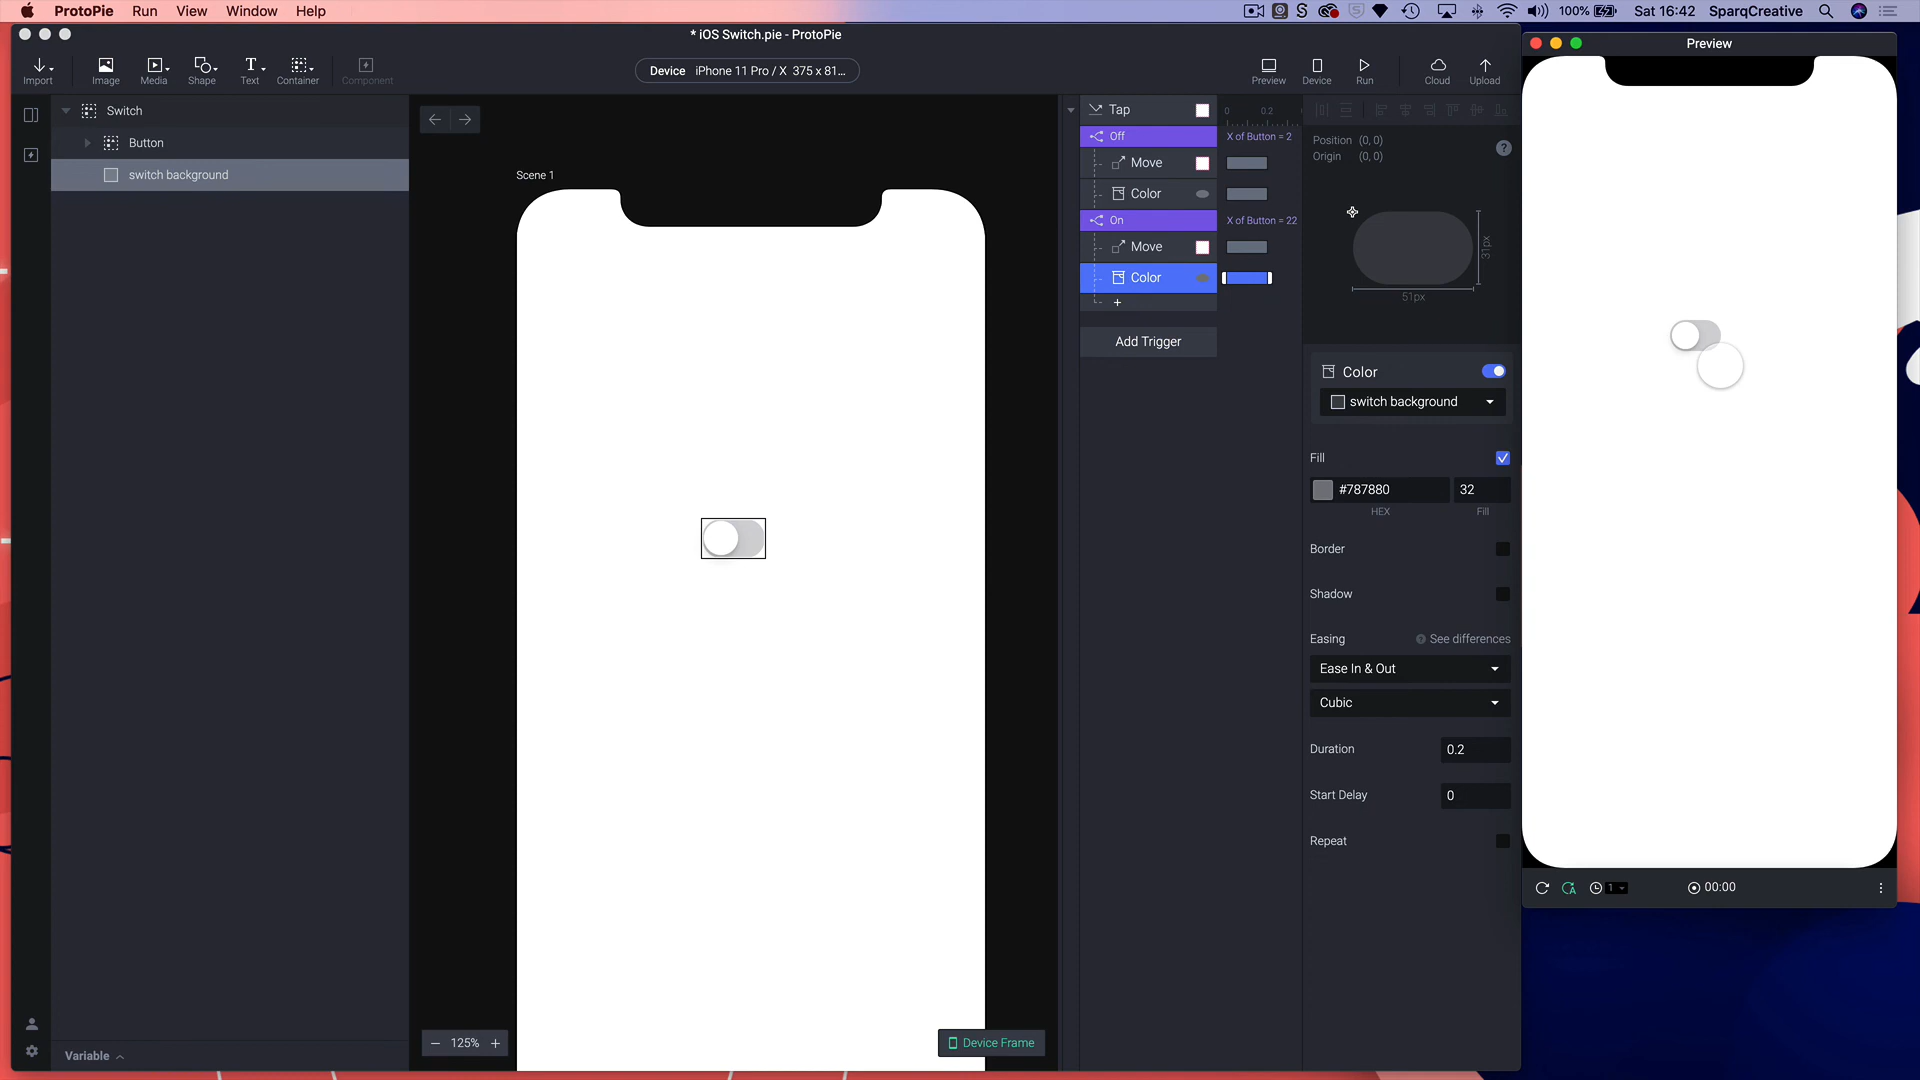 ProtoPie Run View Window Help
100% Sat 16:42 SparqCreative
* iOS Switch.pie - ProtoPie
Import Image Media Shape Text Container Component
Device iPhone 11 Pro / X 375 x 81...
Preview Device Run Cloud Upload
Preview
Switch
Button
switch background
Scene 1
Tap
0 0.2
Off X of Button = 2
Move
Color
On X of Button = 22
Move
Color
+
Add Trigger
Position (0, 0)
Origin (0, 0)
?
31px
51px
Color
switch background
Fill
#787880 32
HEX Fill
Border
Shadow
Easing See differences
Ease In & Out
Cubic
Duration 0.2
Start Delay 0
Repeat
1 00:00
Variable
125%
Device Frame